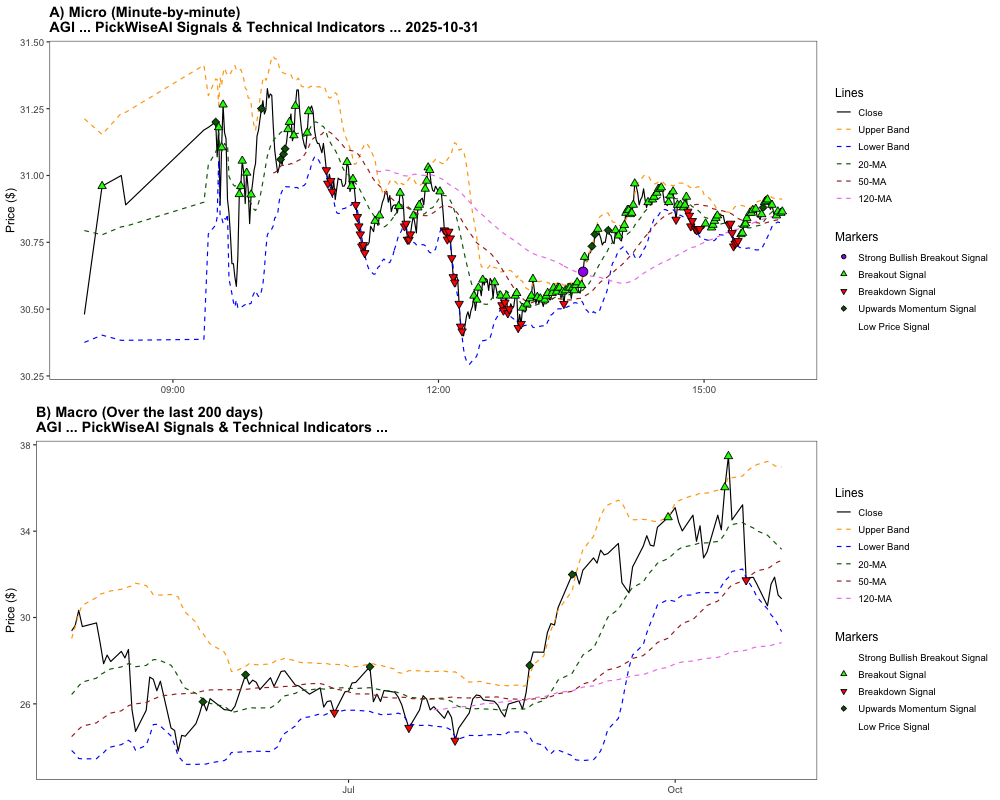 A) Micro (Minute-by-minute)
AGI ... PickWiseAI Signals & Technical Indicators ... 2025-10-31
Price ($)
31.50
31.25
31.00
30.75
30.50
30.25
09:00
12:00
15:00
Lines
Close
Upper Band
Lower Band
20-MA
50-MA
120-MA
Markers
Strong Bullish Breakout Signal
Breakout Signal
Breakdown Signal
Upwards Momentum Signal
Low Price Signal
B) Macro (Over the last 200 days)
AGI ... PickWiseAI Signals & Technical Indicators ...
Price ($)
38
34
30
26
Jul
Oct
Lines
Close
Upper Band
Lower Band
20-MA
50-MA
120-MA
Markers
Strong Bullish Breakout Signal
Breakout Signal
Breakdown Signal
Upwards Momentum Signal
Low Price Signal